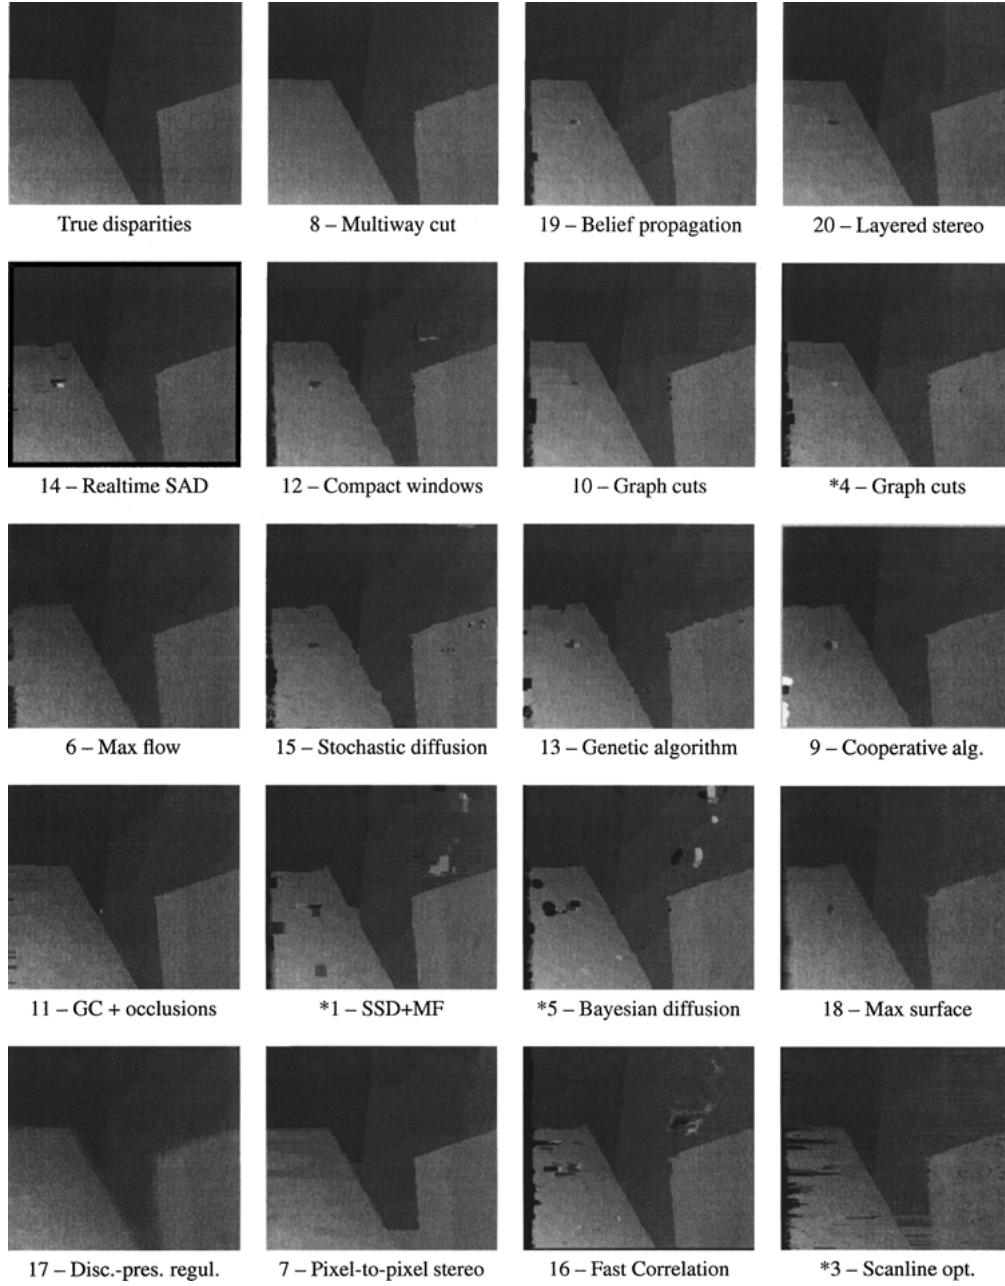 True disparities
8 – Multiway cut
19 – Belief propagation
20 – Layered stereo
14 – Realtime SAD
12 – Compact windows
10 – Graph cuts
*4 – Graph cuts
6 – Max flow
15 – Stochastic diffusion
13 – Genetic algorithm
9 – Cooperative alg.
11 – GC + occlusions
*1 – SSD+MF
*5 – Bayesian diffusion
18 – Max surface
17 – Disc.-pres. regul.
7 – Pixel-to-pixel stereo
16 – Fast Correlation
*3 – Scanline opt.